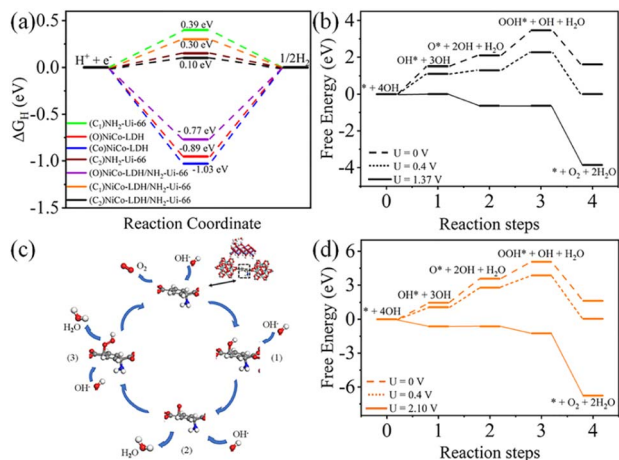 (a)
0.39 eV
0.30 eV
0.10 eV
H⁺ + e⁻
1/2H₂
-0.77 eV
-0.89 eV
-1.03 eV
0.5
0.0
-0.5
-1.0
-1.5
ΔG_H (eV)
(C₁)NH₂-Ui-66
(O)NiCo-LDH
(Co)NiCo-LDH
(C₂)NH₂-Ui-66
(O)NiCo-LDH/NH₂-Ui-66
(C₁)NiCo-LDH/NH₂-Ui-66
(C₂)NiCo-LDH/NH₂-Ui-66
Reaction Coordinate
(b)
4
2
0
-2
-4
Free Energy (eV)
* + 4OH
OH* + 3OH
O* + 2OH + H₂O
OOH* + OH + H₂O
* + O₂ + 2H₂O
U = 0 V
U = 0.4 V
U = 1.37 V
0 1 2 3 4
Reaction steps
(c)
O₂
OH⁻
OH⁻
(1)
H₂O
(3)
OH⁻
H₂O
(2)
OH⁻
(d)
6
3
0
-3
-6
Free Energy (eV)
* + 4OH
OH* + 3OH
O* + 2OH + H₂O
OOH* + OH + H₂O
* + O₂ + 2H₂O
U = 0 V
U = 0.4 V
U = 2.10 V
0 1 2 3 4
Reaction steps